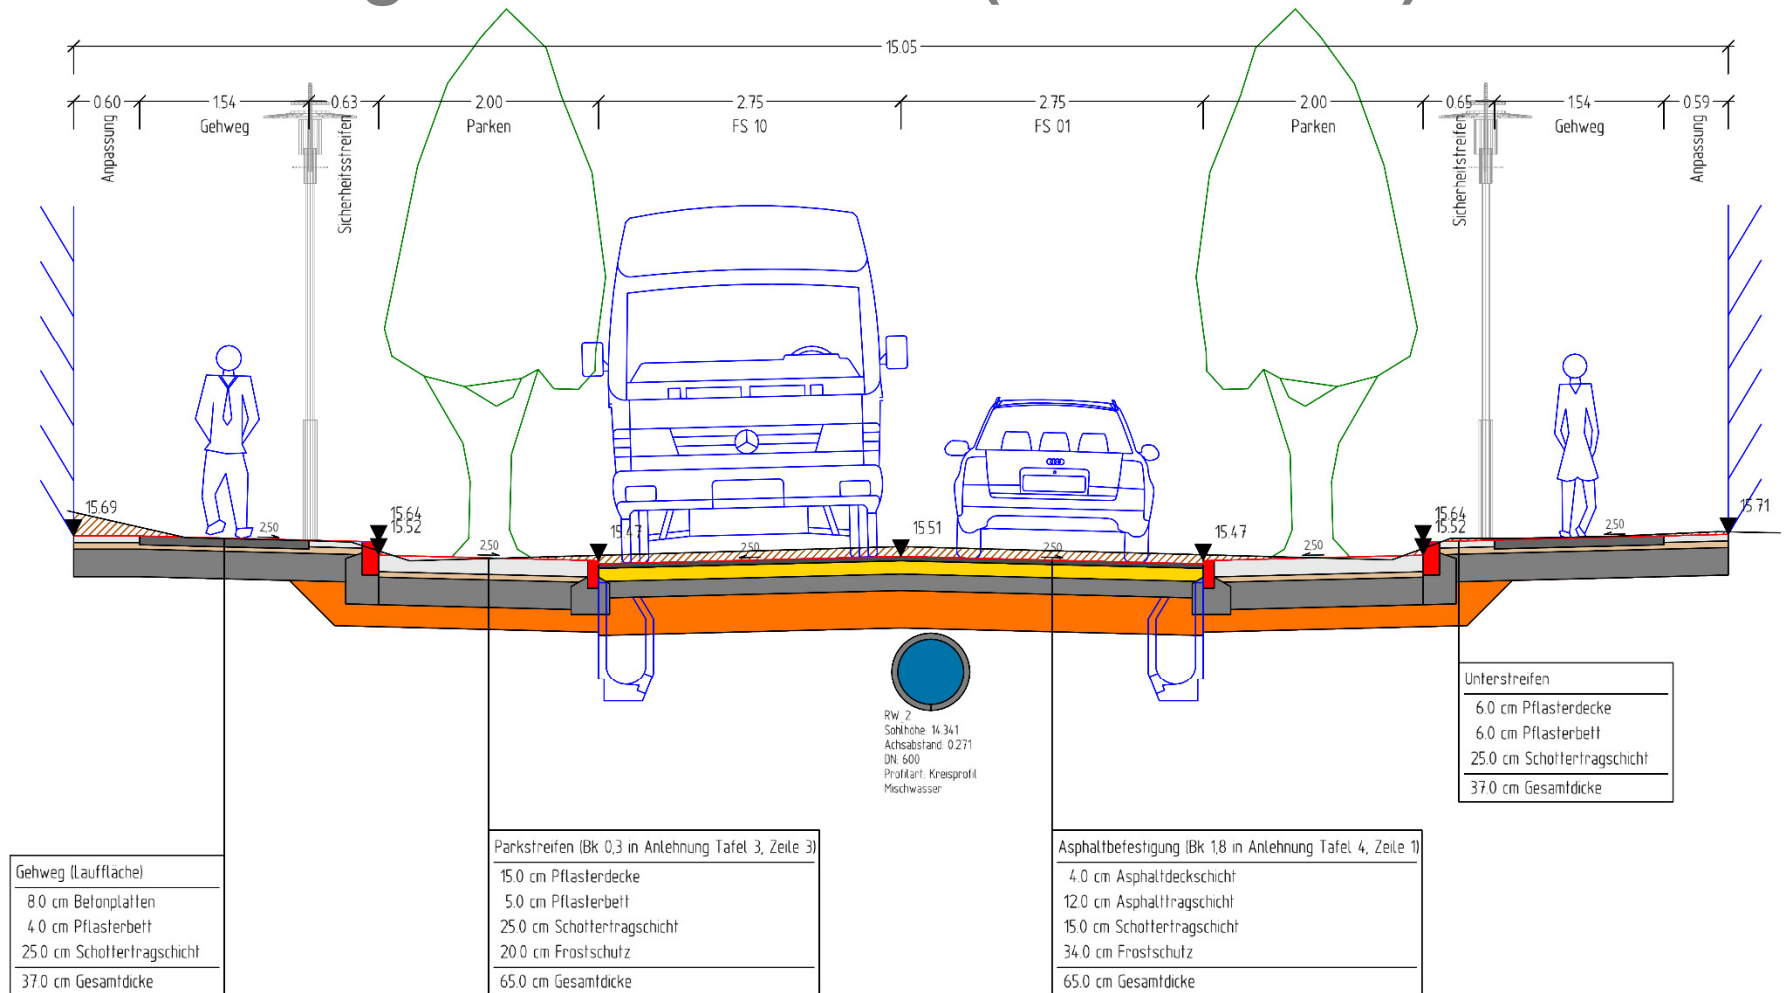 15.05
0.60 1.54 0.63 2.00 2.75 2.75 2.00 0.65 1.54 0.59
Anpassung
Gehweg
Sicherheitsstreifen
Parken
FS 10
FS 01
Parken
Sicherheitstreifen
Gehweg
Anpassung
15.69
2,50
15.64
15.52
2,50
15.47
2,50
15.51
2,50
15.47
2,50
15.64
15.52
2,50
15.71
RW_2
Sohlhöhe: 14.341
Achsabstand: 0.271
DN: 600
Profilart: Kreisprofil
Mischwasser
Unterstreifen
6.0 cm Pflasterdecke
6.0 cm Pflasterbett
25.0 cm Schottertragschicht
37.0 cm Gesamtdicke
Gehweg (Lauffläche)
8.0 cm Betonplatten
4.0 cm Pflasterbett
25.0 cm Schottertragschicht
37.0 cm Gesamtdicke
Parkstreifen (Bk 0,3 in Anlehnung Tafel 3, Zeile 3)
15.0 cm Pflasterdecke
5.0 cm Pflasterbett
25.0 cm Schottertragschicht
20.0 cm Frostschutz
65.0 cm Gesamtdicke
Asphaltbefestigung (Bk 1,8 in Anlehnung Tafel 4, Zeile 1)
4.0 cm Asphaltdeckschicht
12.0 cm Asphalttragschicht
15.0 cm Schottertragschicht
34.0 cm Frostschutz
65.0 cm Gesamtdicke